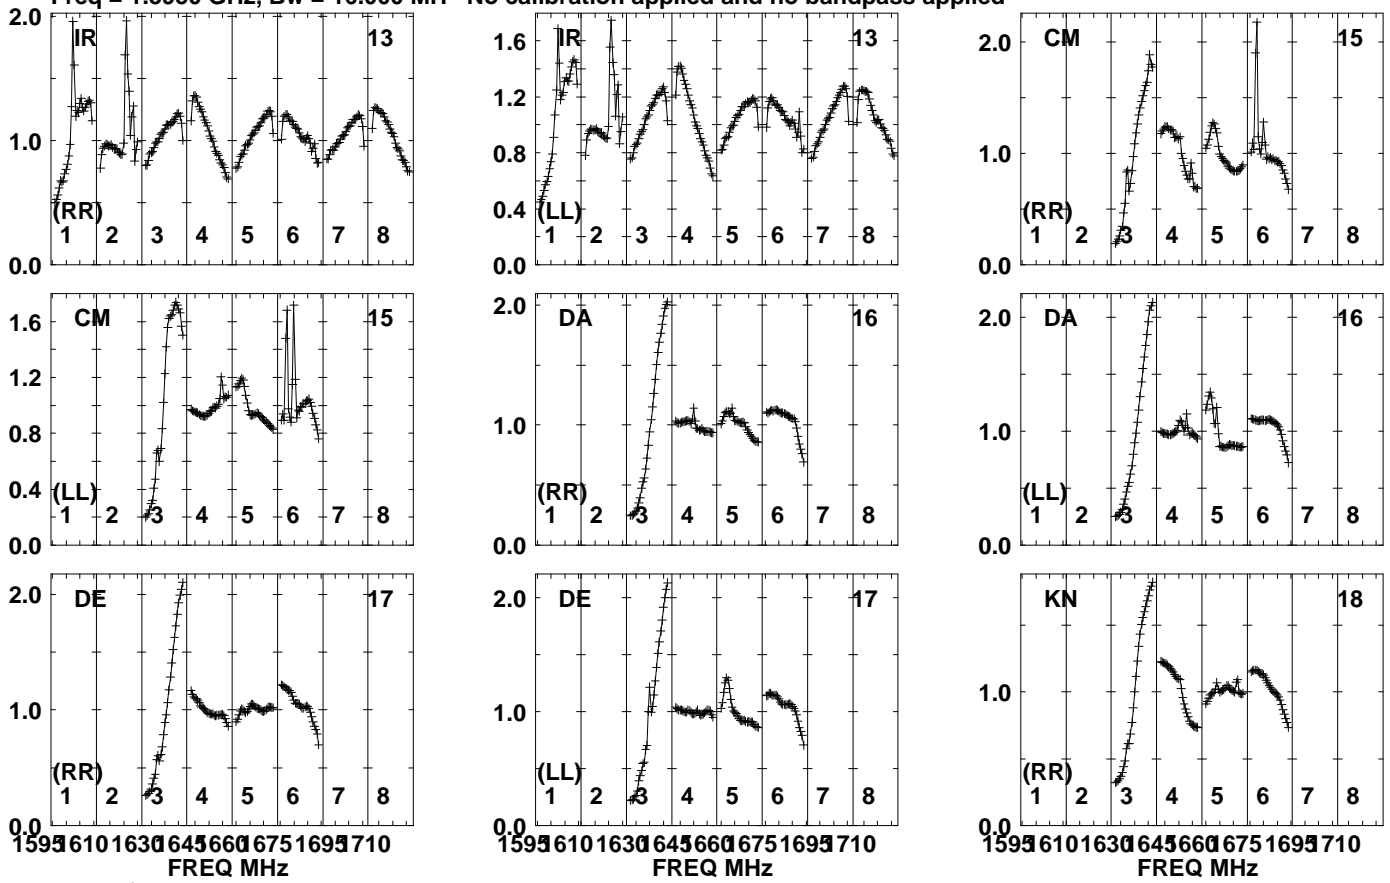 Freq = 1.5956 GHz, Bw = 16.000 MH No calibration applied and no bandpass applied
2.0 IR 13
1.0
(RR)
1 2 3 4 5 6 7 8
0.0
1.6 IR 13
1.2
0.8
0.4 (LL)
1 2 3 4 5 6 7 8
0.0
2.0 CM 15
1.0
(RR)
1 2 3 4 5 6 7 8
0.0
1.6 CM 15
1.2
0.8
0.4 (LL)
1 2 3 4 5 6 7 8
0.0
2.0 DA 16
1.0
(RR)
1 2 3 4 5 6 7 8
0.0
2.0 DA 16
1.0
(LL)
1 2 3 4 5 6 7 8
0.0
2.0 DE 17
1.0
(RR)
1 2 3 4 5 6 7 8
0.0
1595 1610 1630 1645 1660 1675 1695 1710
FREQ MHz
2.0 DE 17
1.0
(LL)
1 2 3 4 5 6 7 8
0.0
1595 1610 1630 1645 1660 1675 1695 1710
FREQ MHz
KN 18
1.0
(RR)
1 2 3 4 5 6 7 8
0.0
1595 1610 1630 1645 1660 1675 1695 1710
FREQ MHz